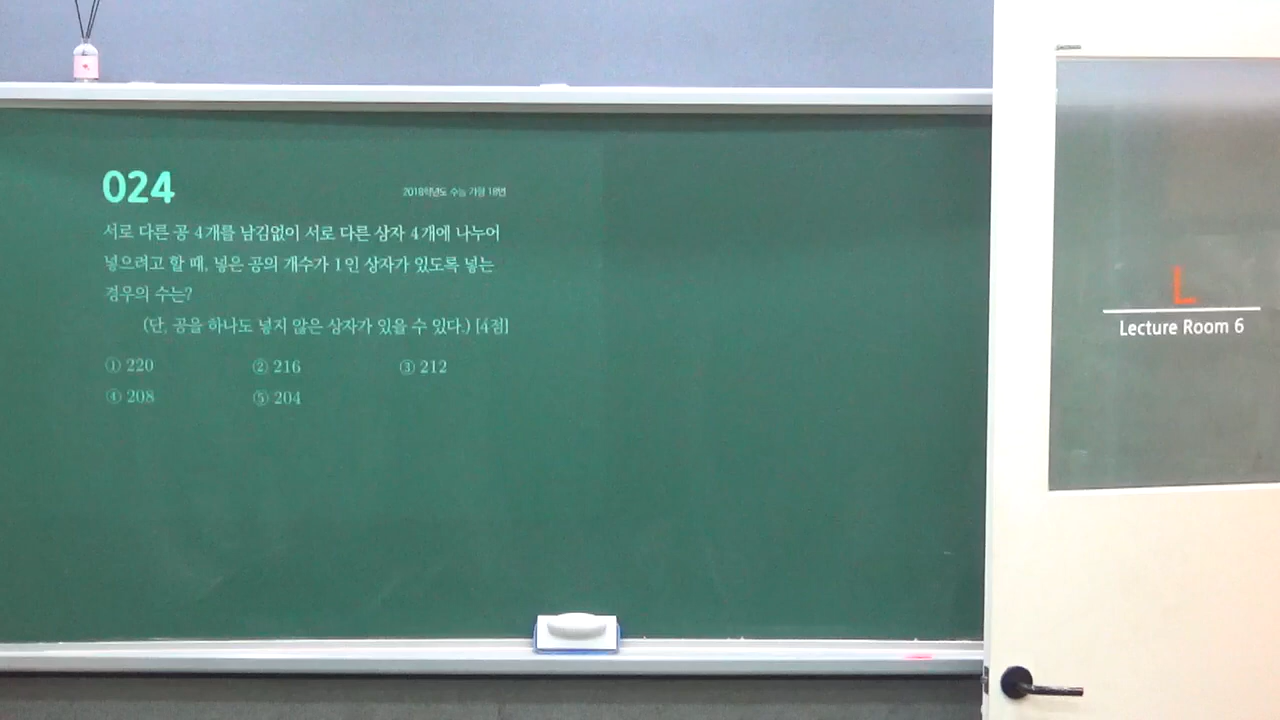 024
2018학년도 수능 가형 18번
서로 다른 공 4개를 남김없이 서로 다른 상자 4개에 나누어
넣으려고 할 때, 넣은 공의 개수가 1인 상자가 있도록 넣는
경우의 수는?
(단, 공을 하나도 넣지 않은 상자가 있을 수 있다.) [4점]
① 220 ② 216 ③ 212
④ 208 ⑤ 204
L
Lecture Room 6